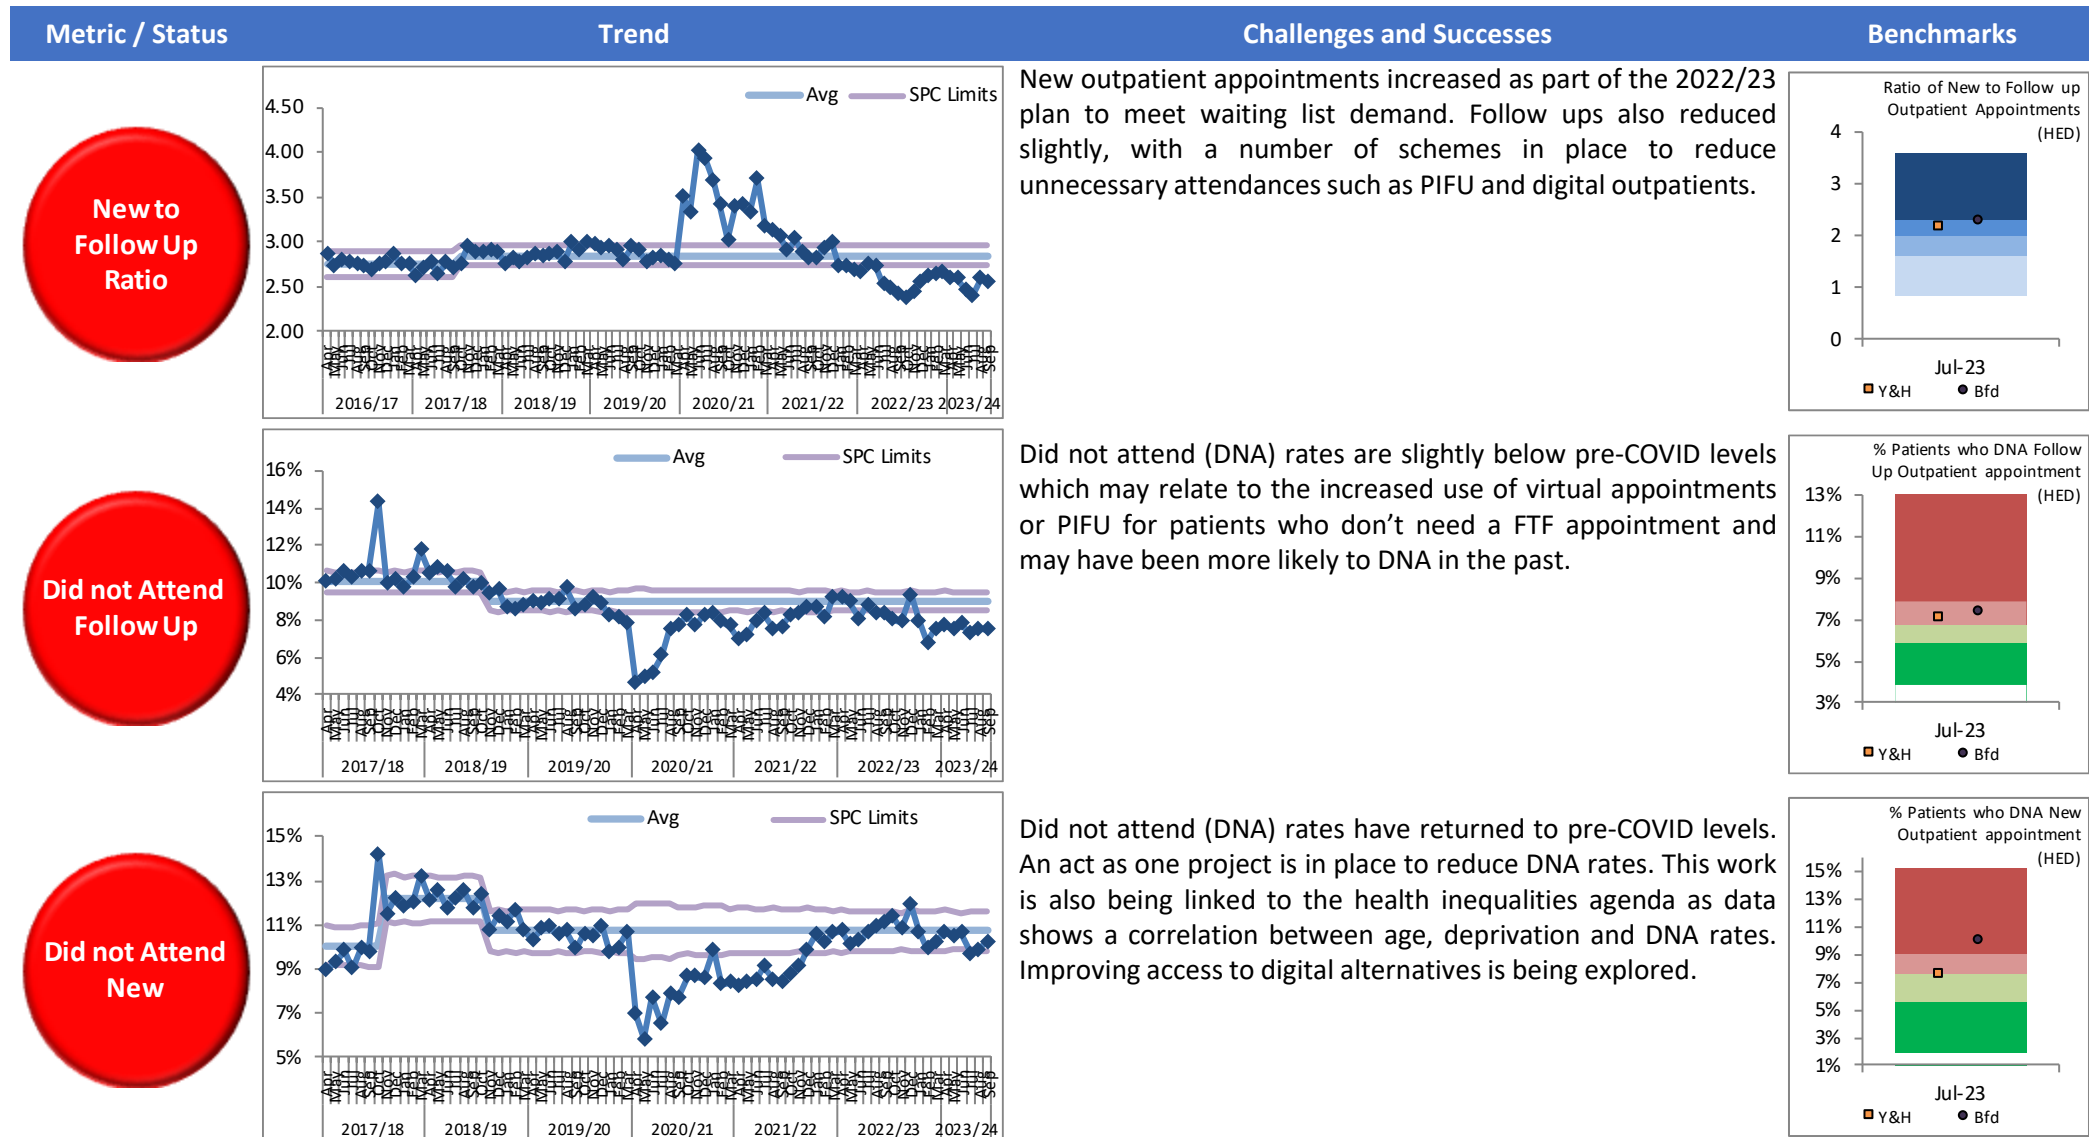 Metric / Status
Trend
Challenges and Successes
Benchmarks
New to
Follow Up
Ratio
Avg
SPC Limits
4.50
4.00
3.50
3.00
2.50
2.00
2016/17
2017/18
2018/19
2019/20
2020/21
2021/22
2022/23
2023/24
New outpatient appointments increased as part of the 2022/23
plan to meet waiting list demand. Follow ups also reduced
slightly, with a number of schemes in place to reduce
unnecessary attendances such as PIFU and digital outpatients.
Ratio of New to Follow up
Outpatient Appointments
(HED)
4
3
2
1
0
Jul-23
Y&H
Bfd
Did not Attend
Follow Up
Avg
SPC Limits
16%
14%
12%
10%
8%
6%
4%
2017/18
2018/19
2019/20
2020/21
2021/22
2022/23
2023/24
Did not attend (DNA) rates are slightly below pre-COVID levels
which may relate to the increased use of virtual appointments
or PIFU for patients who don’t need a FTF appointment and
may have been more likely to DNA in the past.
% Patients who DNA Follow
Up Outpatient appointment
(HED)
13%
11%
9%
7%
5%
3%
Jul-23
Y&H
Bfd
Did not Attend
New
Avg
SPC Limits
15%
13%
11%
9%
7%
5%
2017/18
2018/19
2019/20
2020/21
2021/22
2022/23
2023/24
Did not attend (DNA) rates have returned to pre-COVID levels.
An act as one project is in place to reduce DNA rates. This work
is also being linked to the health inequalities agenda as data
shows a correlation between age, deprivation and DNA rates.
Improving access to digital alternatives is being explored.
% Patients who DNA New
Outpatient appointment
(HED)
15%
13%
11%
9%
7%
5%
3%
1%
Jul-23
Y&H
Bfd